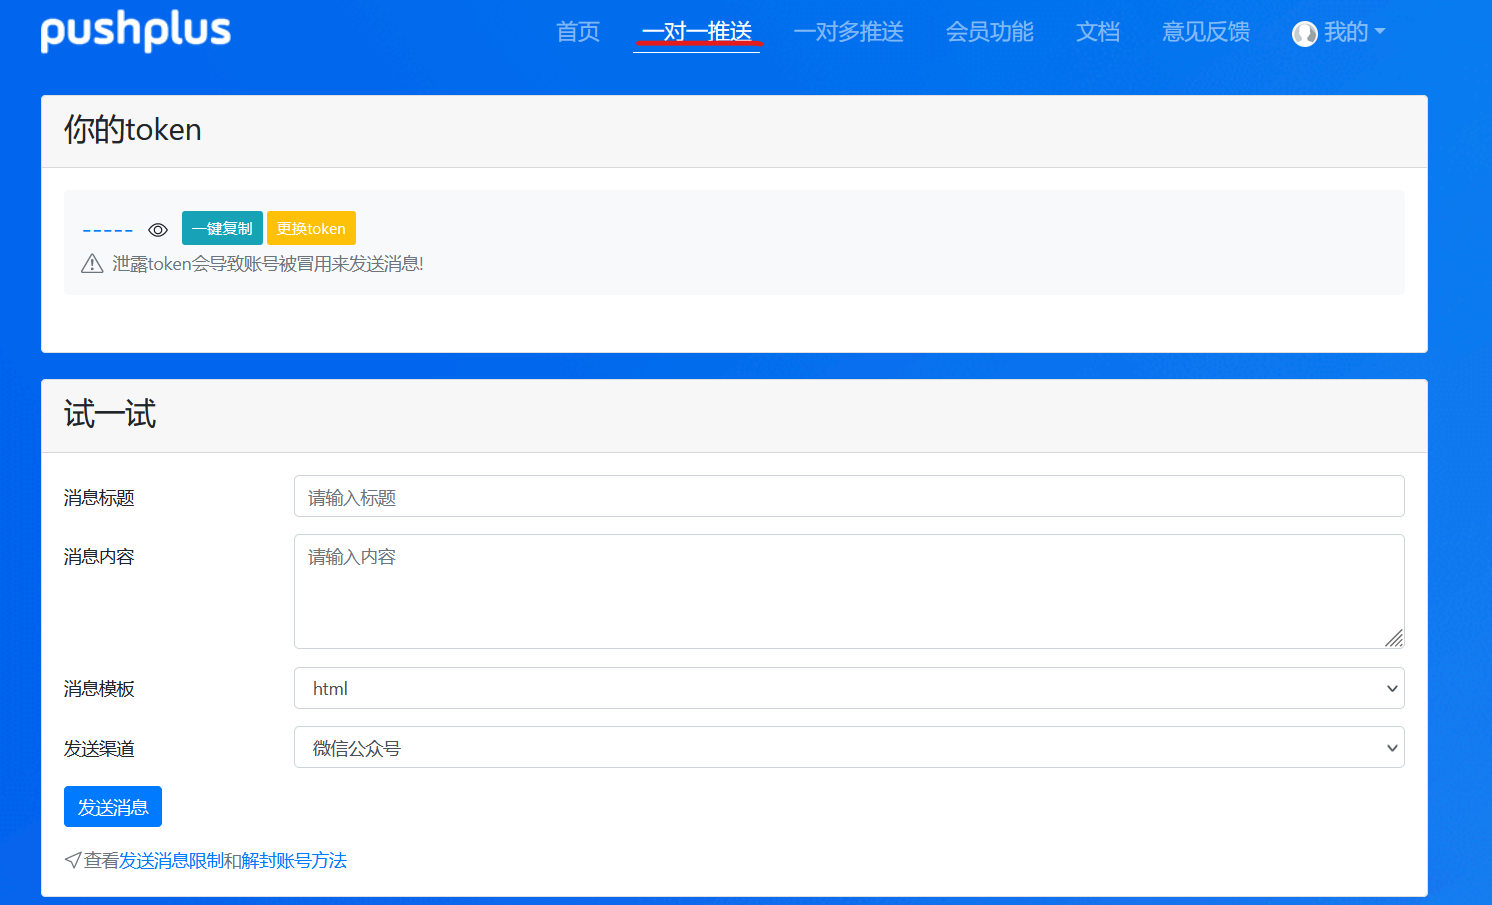 pushplus
首页 一对一推送 一对多推送 会员功能 文档 意见反馈 我的
你的token
----- 一键复制 更换token
泄露token会导致账号被冒用来发送消息!
试一试
消息标题 请输入标题
消息内容 请输入内容
消息模板 html
发送渠道 微信公众号
发送消息
查看发送消息限制和解封账号方法